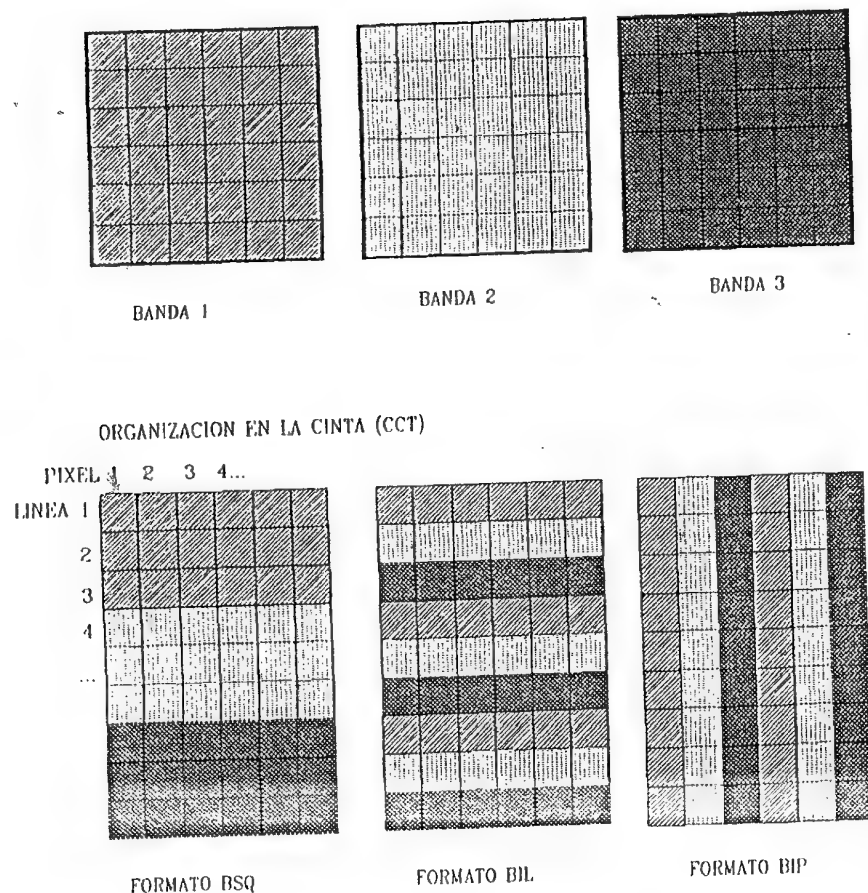 BANDA 1
BANDA 2
BANDA 3
ORGANIZACION EN LA CINTA (CCT)
PIXEL 1 2 3 4...
LINEA 1
2
3
4
...
FORMATO BSQ
FORMATO BIL
FORMATO BIP